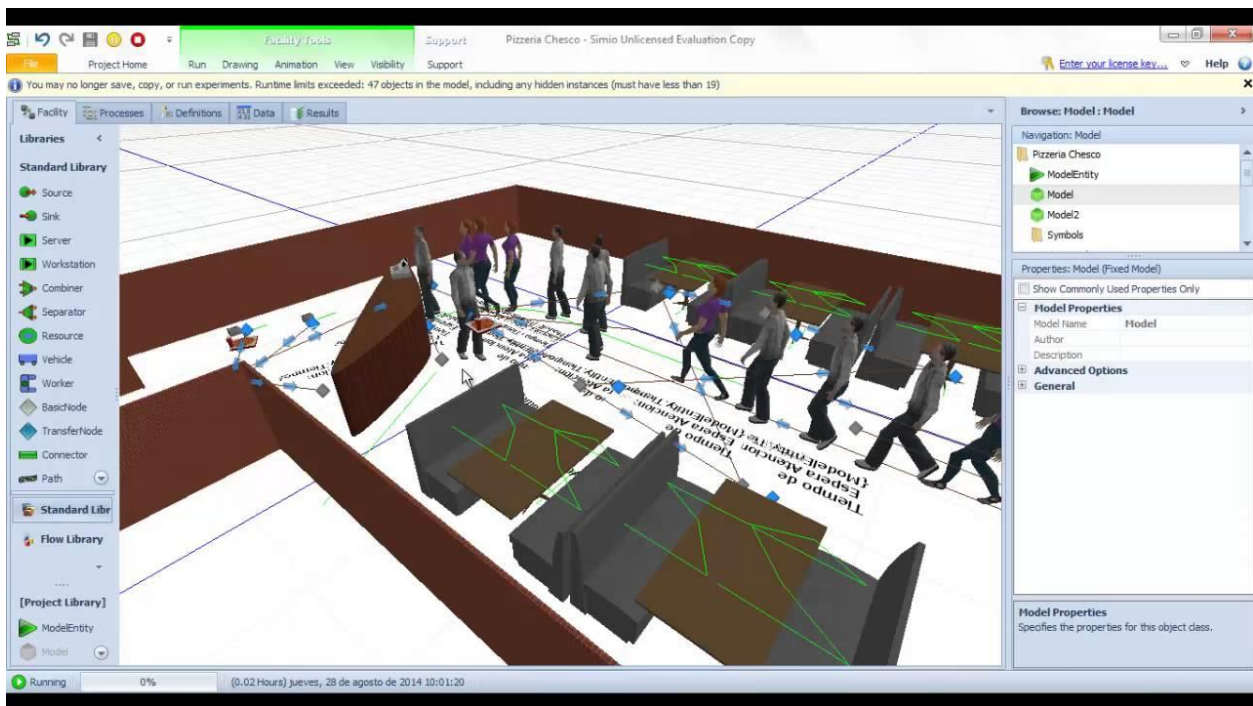 Facility Tools
Support
Pizzeria Chesco - Simio Unlicensed Evaluation Copy
File
Project Home
Run
Drawing
Animation
View
Visibility
Support
Enter your license key...
Help
You may no longer save, copy, or run experiments. Runtime limits exceeded: 47 objects in the model, including any hidden instances (must have less than 19)
Facility
Processes
Definitions
Data
Results
Libraries
Standard Library
Source
Sink
Server
Workstation
Combiner
Separator
Resource
Vehicle
Worker
BasicNode
TransferNode
Connector
Path
Standard Libr
Flow Library
[Project Library]
ModelEntity
Model
Tiempo de
Espera Atencion:
{ModelEntity.Tie
Tiempo de
Espera Atencion:
Browse: Model : Model
Navigation: Model
Pizzeria Chesco
ModelEntity
Model
Model2
Symbols
Properties: Model (Fixed Model)
Show Commonly Used Properties Only
Model Properties
Model Name Model
Author
Description
Advanced Options
General
Model Properties
Specifies the properties for this object class.
Running
0%
(0.02 Hours) jueves, 28 de agosto de 2014 10:01:20